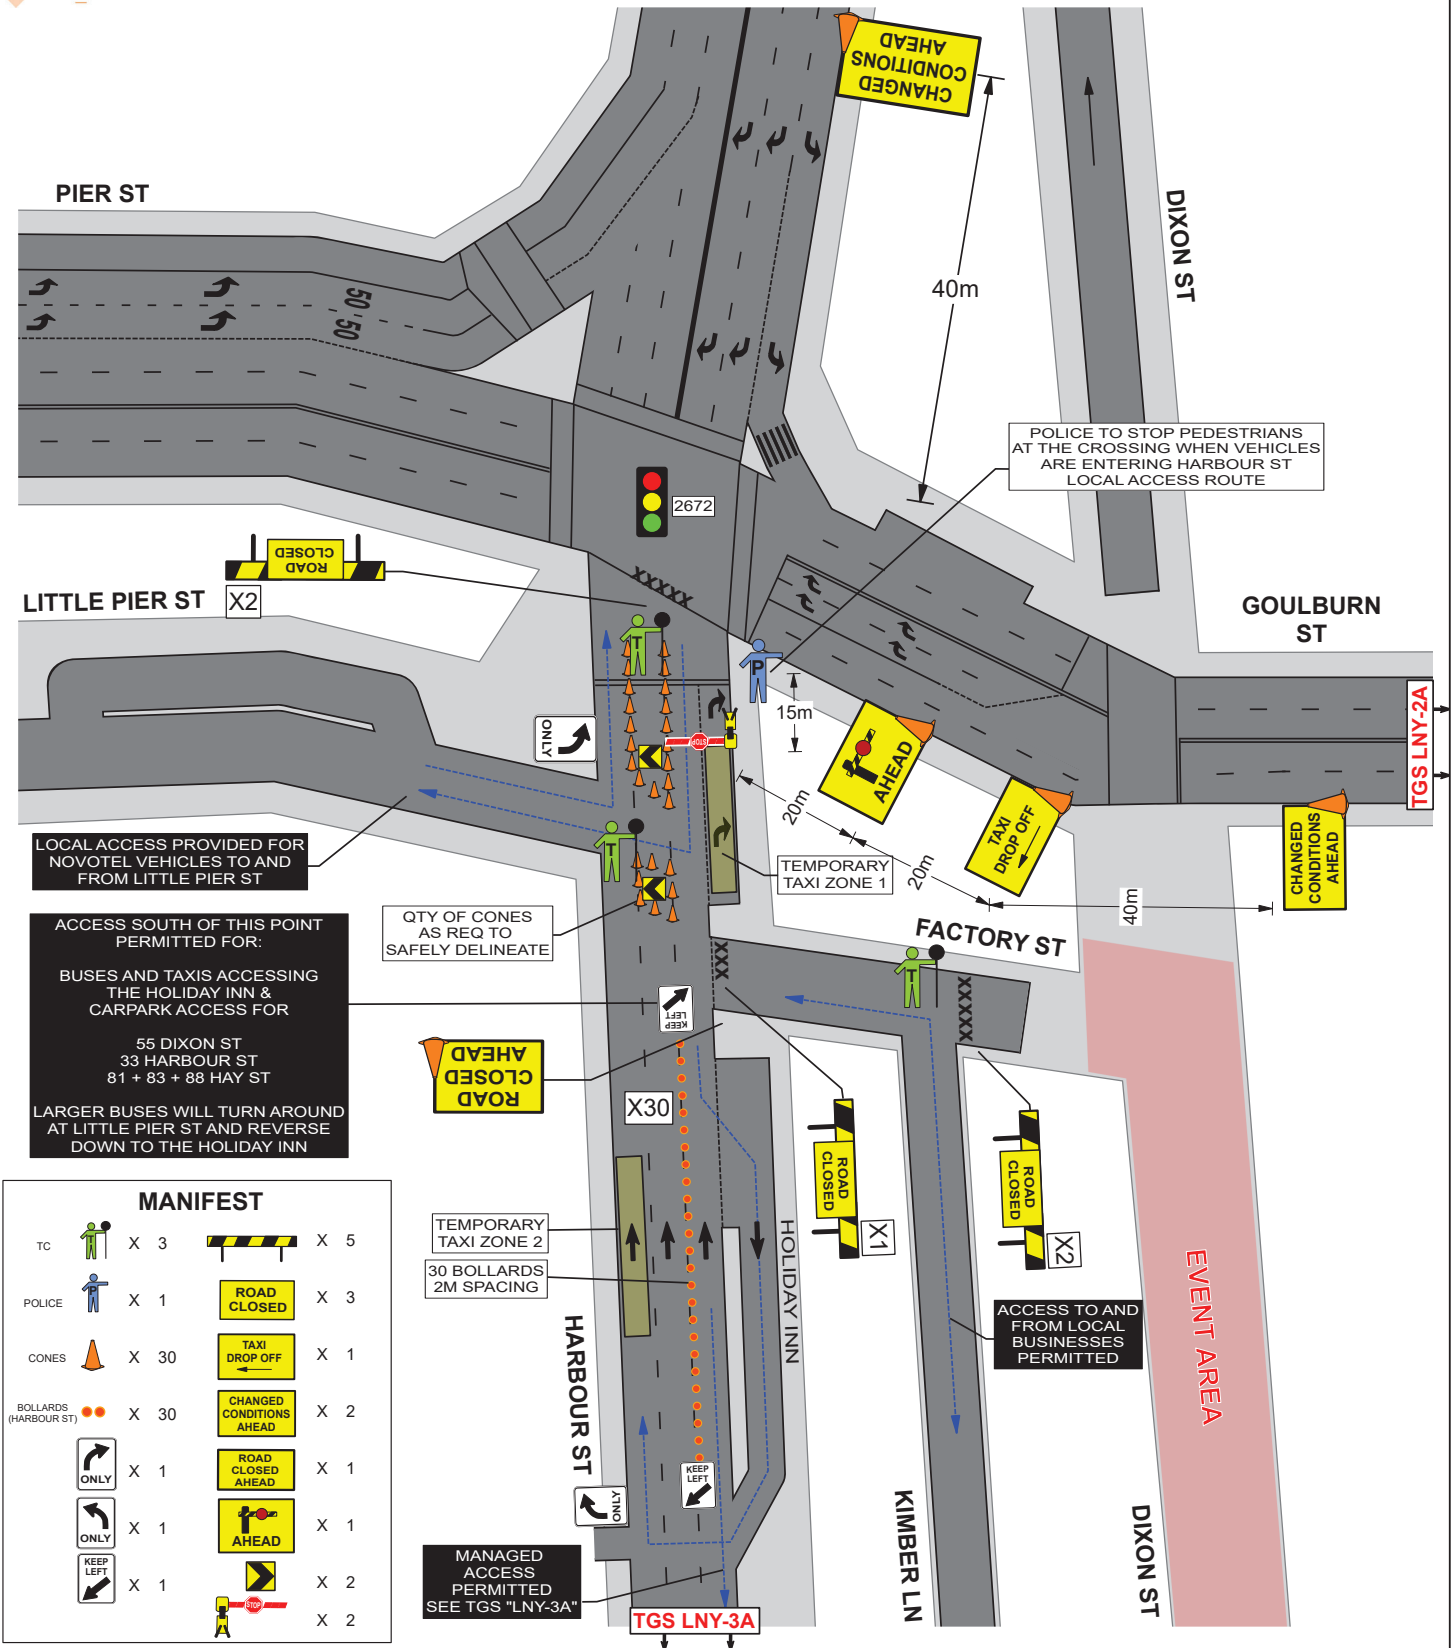 CHANGED
CONDITIONS
AHEAD
PIER ST
50
50
DIXON ST
40m
POLICE TO STOP PEDESTRIANS
AT THE CROSSING WHEN VEHICLES
ARE ENTERING HARBOUR ST
LOCAL ACCESS ROUTE
2672
ROAD
CLOSED
X2
LITTLE PIER ST
XXXXX
GOULBURN
ST
T
P
ONLY
STOP
15m
AHEAD
20m
TAXI
DROP OFF
20m
CHANGED
CONDITIONS
AHEAD
40m
TGS LNY-2A
LOCAL ACCESS PROVIDED FOR
NOVOTEL VEHICLES TO AND
FROM LITTLE PIER ST
T
TEMPORARY
TAXI ZONE 1
QTY OF CONES
AS REQ TO
SAFELY DELINEATE
FACTORY ST
T
XXX
XXXXX
ACCESS SOUTH OF THIS POINT
PERMITTED FOR:
BUSES AND TAXIS ACCESSING
THE HOLIDAY INN &
CARPARK ACCESS FOR
55 DIXON ST
33 HARBOUR ST
81 + 83 + 88 HAY ST
LARGER BUSES WILL TURN AROUND
AT LITTLE PIER ST AND REVERSE
DOWN TO THE HOLIDAY INN
KEEP
LEFT
ROAD
CLOSED
AHEAD
X30
ROAD
CLOSED
X1
ROAD
CLOSED
X2
TEMPORARY
TAXI ZONE 2
30 BOLLARDS
2M SPACING
HOLIDAY INN
HARBOUR ST
ACCESS TO AND
FROM LOCAL
BUSINESSES
PERMITTED
EVENT AREA
KEEP
LEFT
ONLY
KIMBER LN
DIXON ST
MANAGED
ACCESS
PERMITTED
SEE TGS "LNY-3A"
TGS LNY-3A
MANIFEST
TC T X 3
X 5
POLICE P X 1
ROAD
CLOSED X 3
CONES X 30
TAXI
DROP OFF X 1
BOLLARDS
(HARBOUR ST) X 30
CHANGED
CONDITIONS
AHEAD X 2
ONLY X 1
ROAD
CLOSED
AHEAD X 1
ONLY X 1
AHEAD X 1
KEEP
LEFT X 1
X 2
STOP X 2